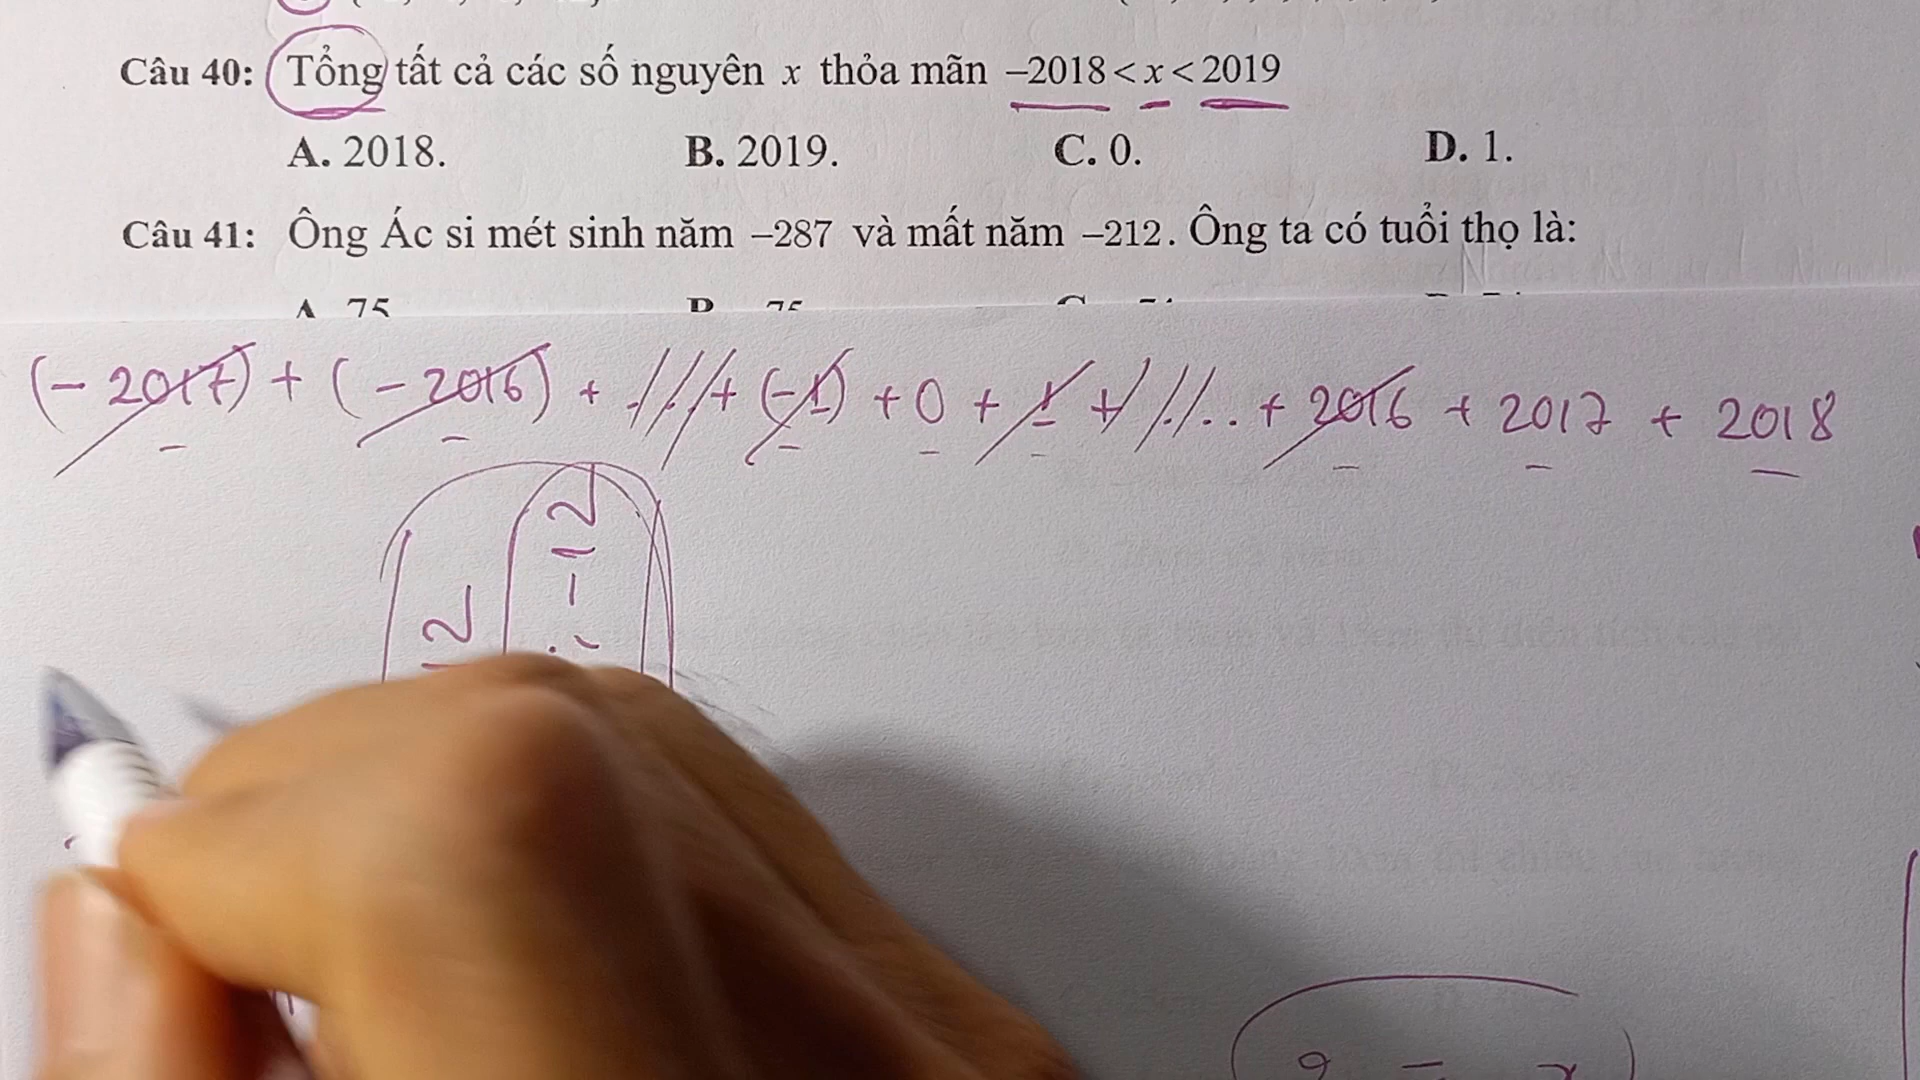 Câu 40: Tổng tất cả các số nguyên x thỏa mãn –2018 < x < 2019
A. 2018. B. 2019. C. 0. D. 1.
Câu 41: Ông Ác si mét sinh năm –287 và mất năm –212. Ông ta có tuổi thọ là:
(-2017) + (-2016) + .... + (-1) + 0 + 1 + ..... + 2016 + 2017 + 2018